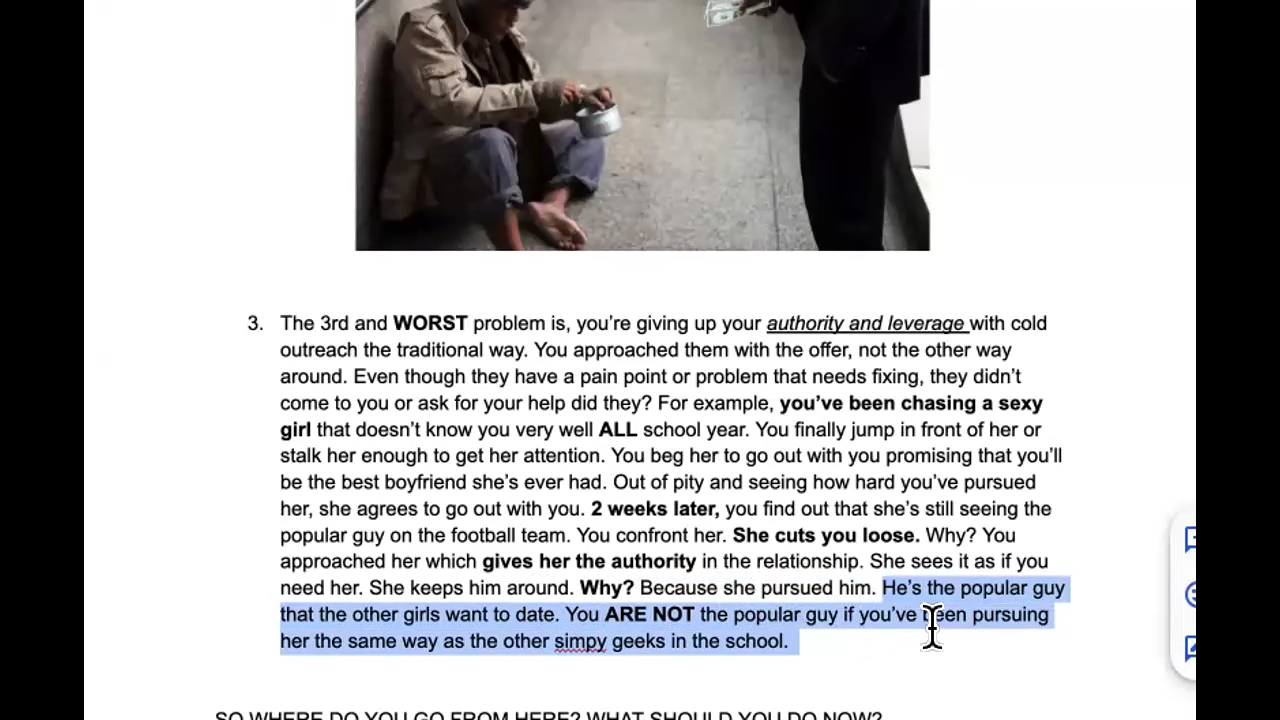 3. The 3rd and WORST problem is, you’re giving up your authority and leverage with cold
outreach the traditional way. You approached them with the offer, not the other way
around. Even though they have a pain point or problem that needs fixing, they didn’t
come to you or ask for your help did they? For example, you’ve been chasing a sexy
girl that doesn’t know you very well ALL school year. You finally jump in front of her or
stalk her enough to get her attention. You beg her to go out with you promising that you’ll
be the best boyfriend she’s ever had. Out of pity and seeing how hard you’ve pursued
her, she agrees to go out with you. 2 weeks later, you find out that she’s still seeing the
popular guy on the football team. You confront her. She cuts you loose. Why? You
approached her which gives her the authority in the relationship. She sees it as if you
need her. She keeps him around. Why? Because she pursued him. He’s the popular guy
that the other girls want to date. You ARE NOT the popular guy if you’ve been pursuing
her the same way as the other simpy geeks in the school.
SO WHERE DO YOU GO FROM HERE? WHAT SHOULD YOU DO NOW?